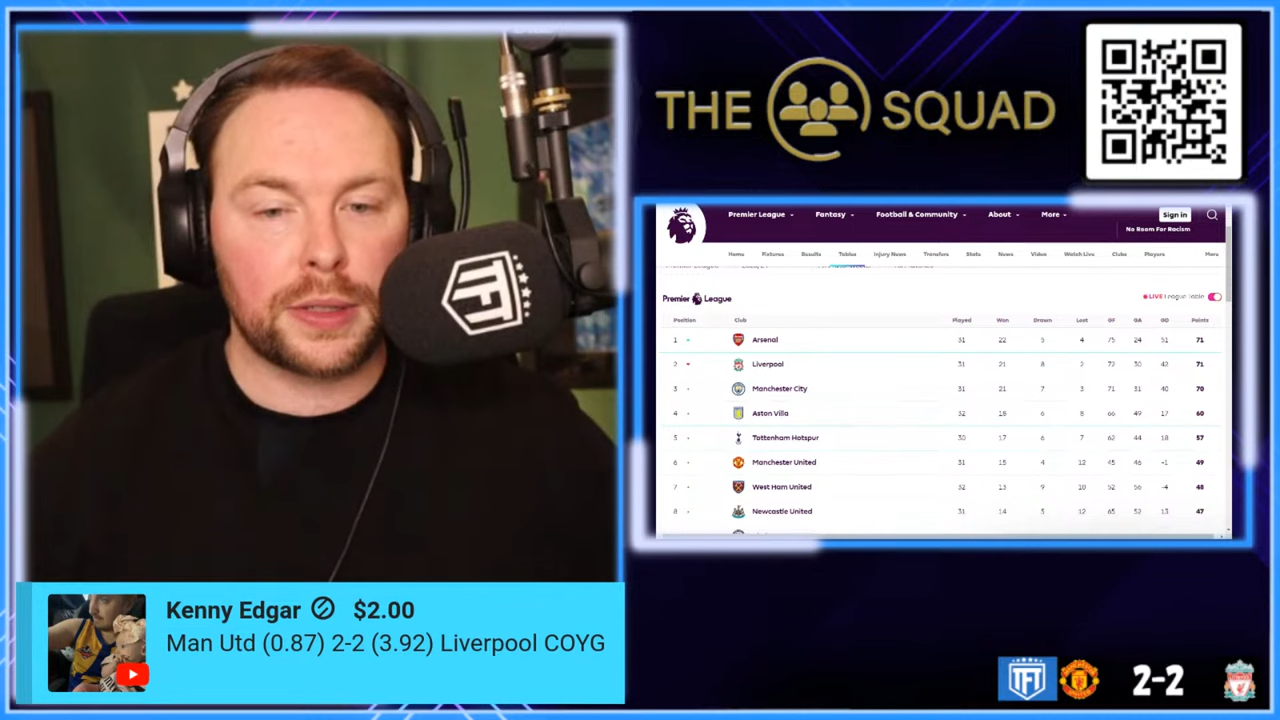 THE SQUAD
Premier League Fantasy Football & Community About More Sign in
No Room For Racism
Home Fixtures Results Tables Injury News Transfers Stats News Video Watch Live Clubs Players More
Premier League LIVE League Table
Position Club Played Won Drawn Lost GF GA GD Points
1 Arsenal 31 22 5 4 75 24 51 71
2 Liverpool 31 21 8 2 72 30 42 71
3 Manchester City 31 21 7 3 71 31 40 70
4 Aston Villa 32 18 6 8 66 49 17 60
5 Tottenham Hotspur 30 17 6 7 62 44 18 57
6 Manchester United 31 15 4 12 45 46 -1 49
7 West Ham United 32 13 9 10 52 56 -4 48
8 Newcastle United 31 14 5 12 65 52 13 47
TFT
Kenny Edgar $2.00
Man Utd (0.87) 2-2 (3.92) Liverpool COYG
TFT 2-2